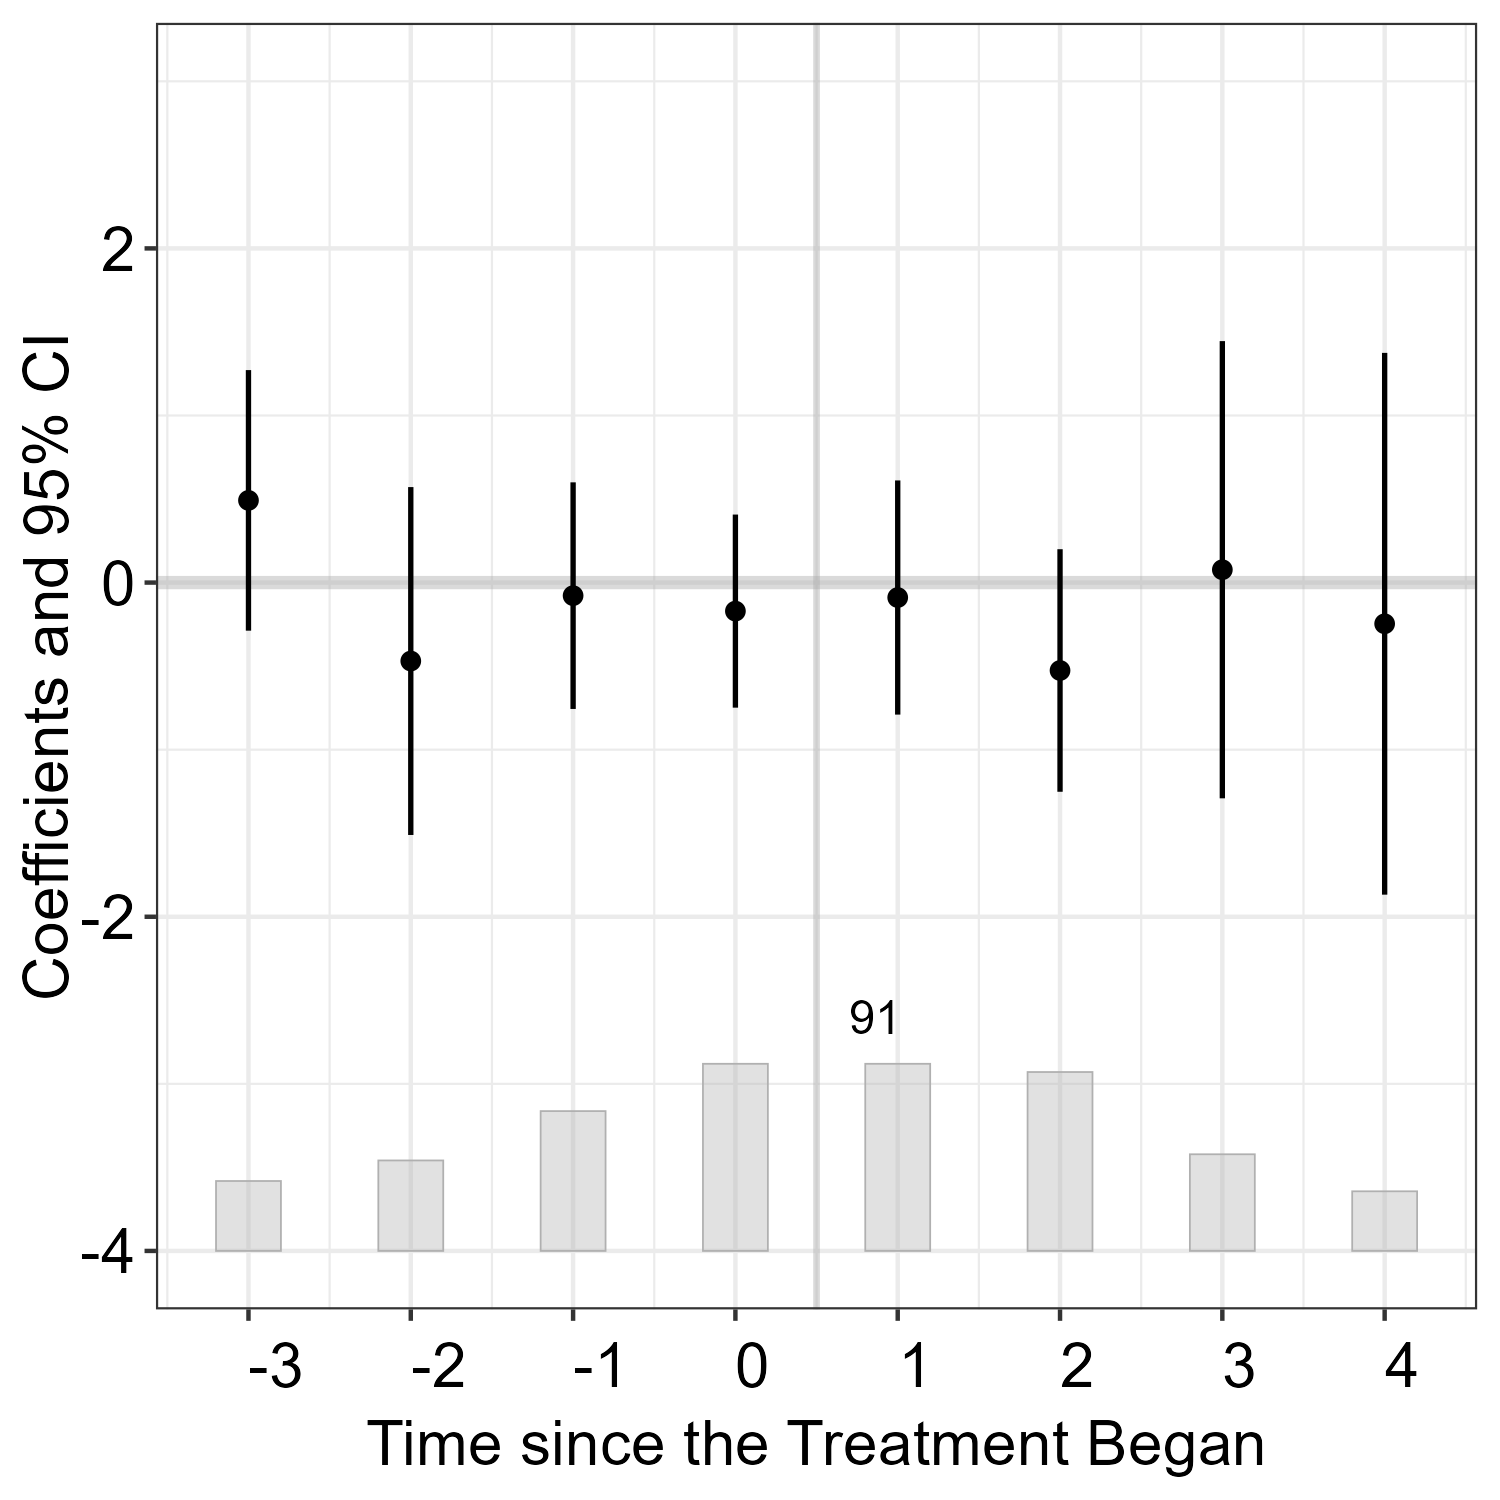 Coefficients and 95% CI
2
0
-2
-4
91
-3 -2 -1 0 1 2 3 4
Time since the Treatment Began